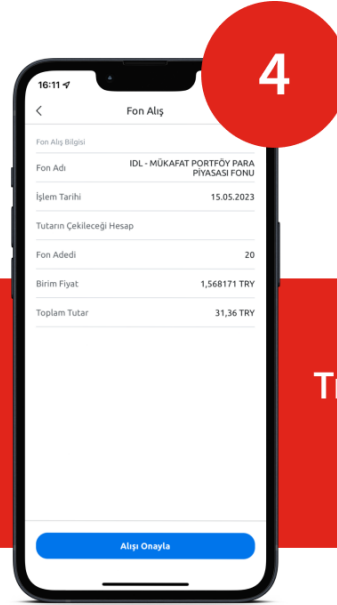 4
16:11
Fon Alış
Fon Alış Bilgisi
Fon Adı IDL - MÜKAFAT PORTFÖY PARA
PİYASASI FONU
İşlem Tarihi 15.05.2023
Tutarın Çekileceği Hesap
Fon Adedi 20
Birim Fiyat 1,568171 TRY
Toplam Tutar 31,36 TRY
Alışı Onayla